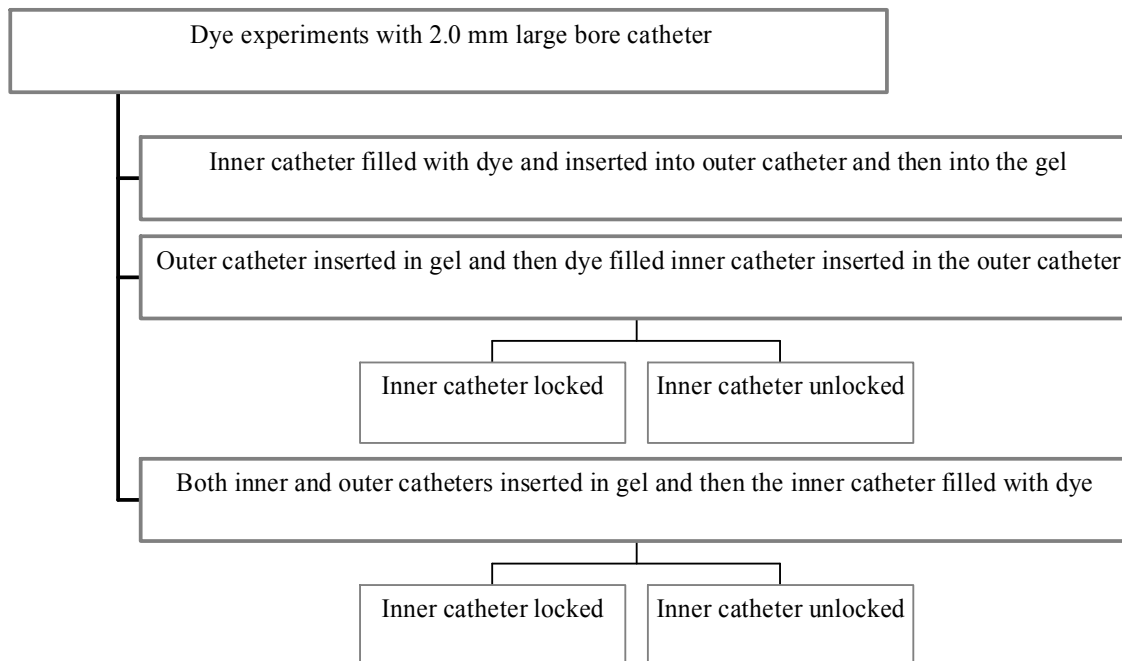 Dye experiments with 2.0 mm large bore catheter
Inner catheter filled with dye and inserted into outer catheter and then into the gel
Outer catheter inserted in gel and then dye filled inner catheter inserted in the outer catheter
Inner catheter locked
Inner catheter unlocked
Both inner and outer catheters inserted in gel and then the inner catheter filled with dye
Inner catheter locked
Inner catheter unlocked